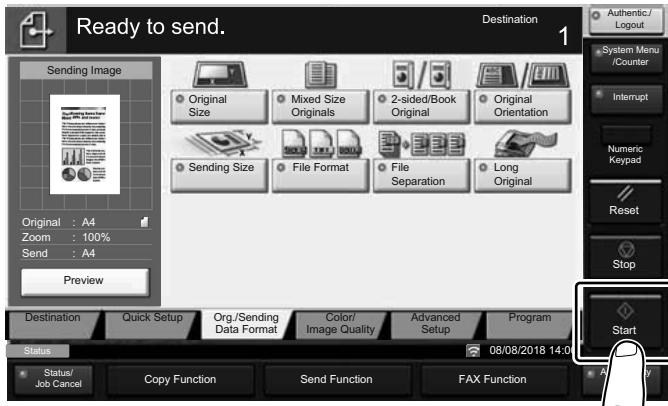 Ready to send.
Destination
1
Authentic./
Logout
System Menu
/Counter
Interrupt
Numeric
Keypad
Reset
Stop
Start
Sending Image
Original : A4
Zoom : 100%
Send : A4
Preview
Original
Size
Mixed Size
Originals
2-sided/Book
Original
Original
Orientation
Sending Size
File Format
File
Separation
Long
Original
Destination
Quick Setup
Org./Sending
Data Format
Color/
Image Quality
Advanced
Setup
Program
Status
08/08/2018 14:00
Status/
Job Cancel
Copy Function
Send Function
FAX Function